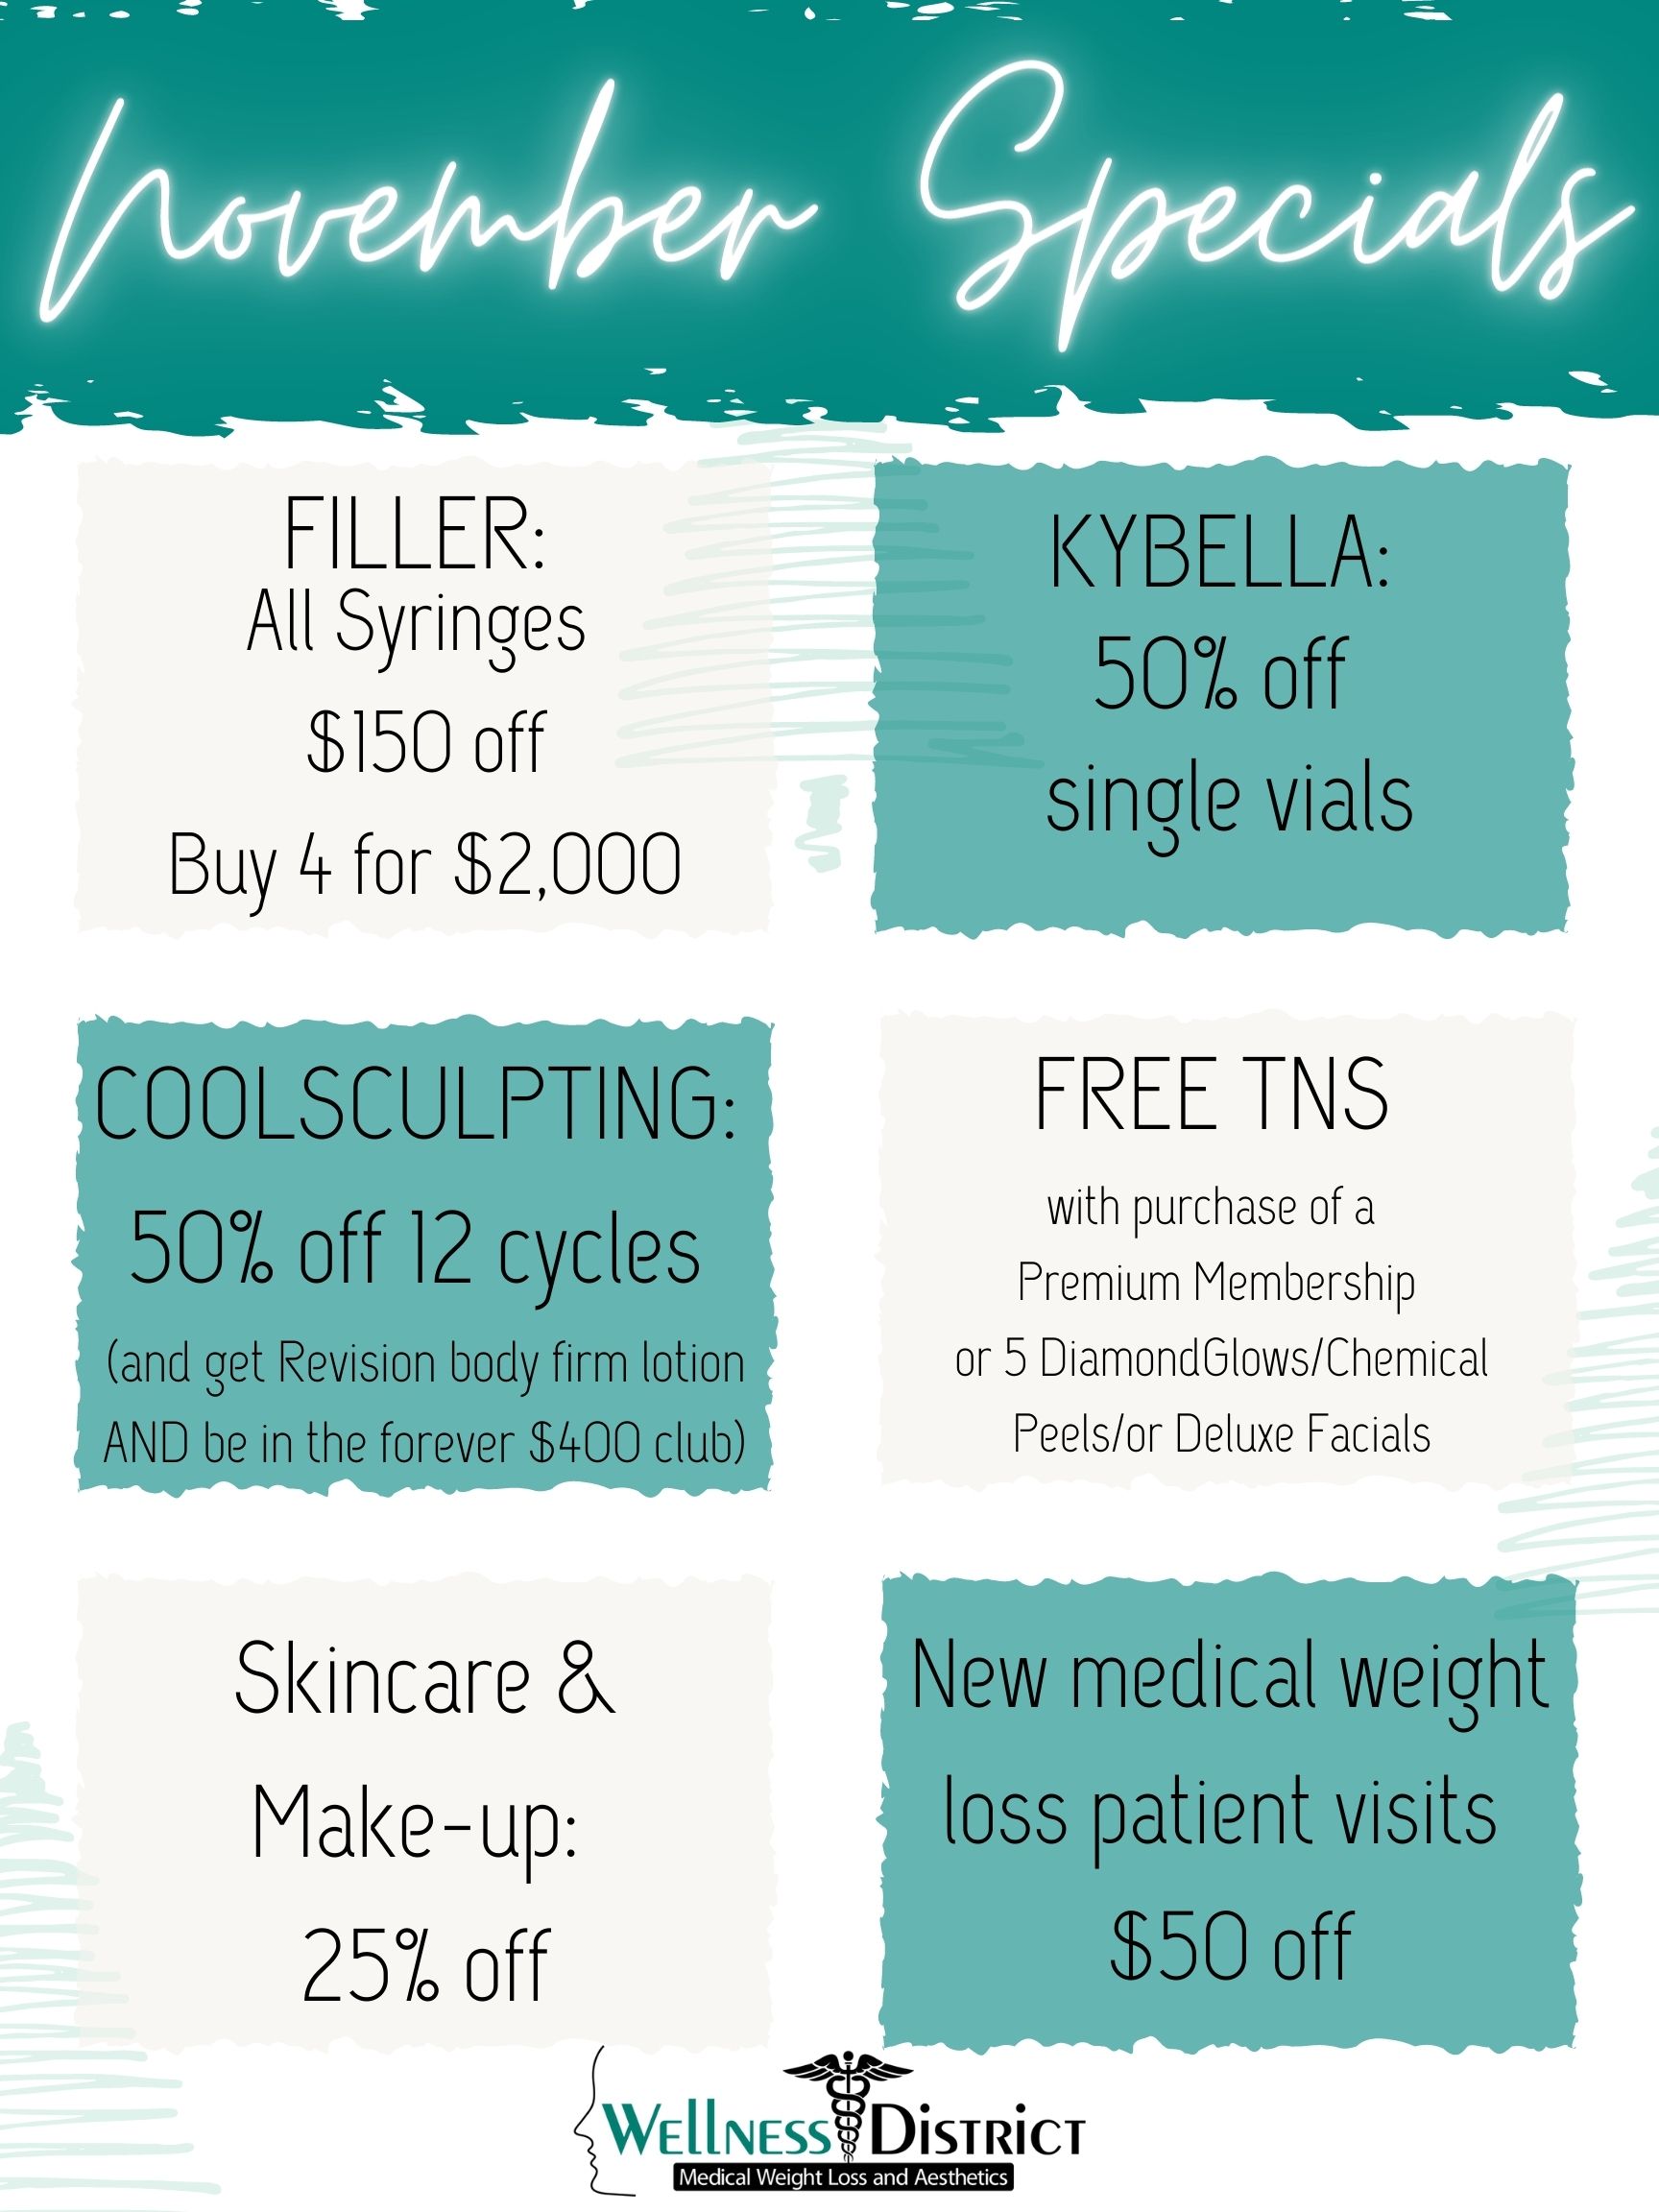 November Specials
FILLER:
All Syringes
$150 off
Buy 4 for $2,000
KYBELLA:
50% off
single vials
COOLSCULPTING:
50% off 12 cycles
(and get Revision body firm lotion
AND be in the forever $400 club)
FREE TNS
with purchase of a
Premium Membership
or 5 DiamondGlows/Chemical
Peels/or Deluxe Facials
Skincare &
Make-up:
25% off
New medical weight
loss patient visits
$50 off
WELLNESS DISTRICT
Medical Weight Loss and Aesthetics